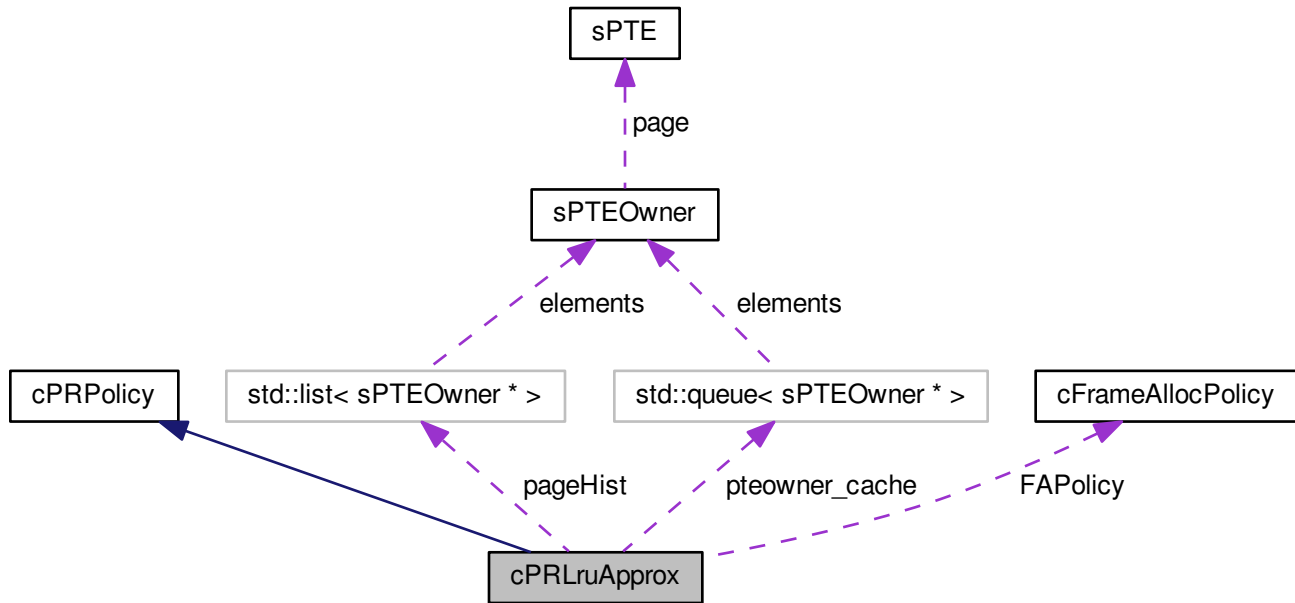 sPTE
page
sPTEOwner
elements
elements
cPRPolicy
std::list< sPTEOwner * >
std::queue< sPTEOwner * >
cFrameAllocPolicy
pageHist
pteowner_cache
FAPolicy
cPRLruApprox